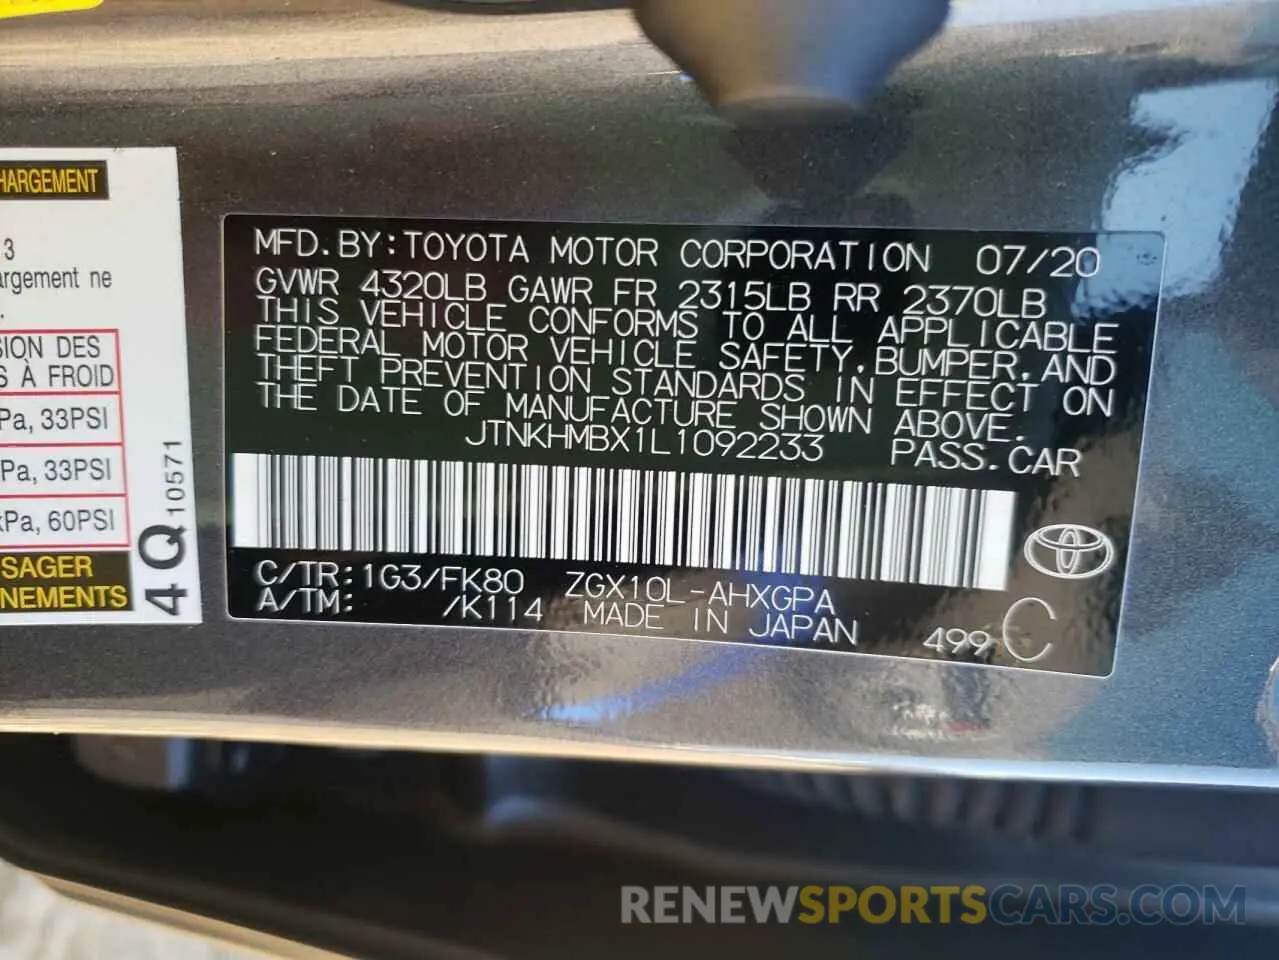 HARGEMENT
3
argement ne
.
SION DES
S À FROID
Pa, 33PSI
Pa, 33PSI
kPa, 60PSI
SAGER
NEMENTS
4Q 10571
MFD.BY:TOYOTA MOTOR CORPORATION 07/20
GVWR 4320LB GAWR FR 2315LB RR 2370LB
THIS VEHICLE CONFORMS TO ALL APPLICABLE
FEDERAL MOTOR VEHICLE SAFETY,BUMPER,AND
THEFT PREVENTION STANDARDS IN EFFECT ON
THE DATE OF MANUFACTURE SHOWN ABOVE.
JTNKHMBX1L1092233 PASS.CAR
C/TR:1G3/FK80 ZGX10L-AHXGPA
A/TM: /K114 MADE IN JAPAN 499 C
RENEWSPORTSCARS.COM